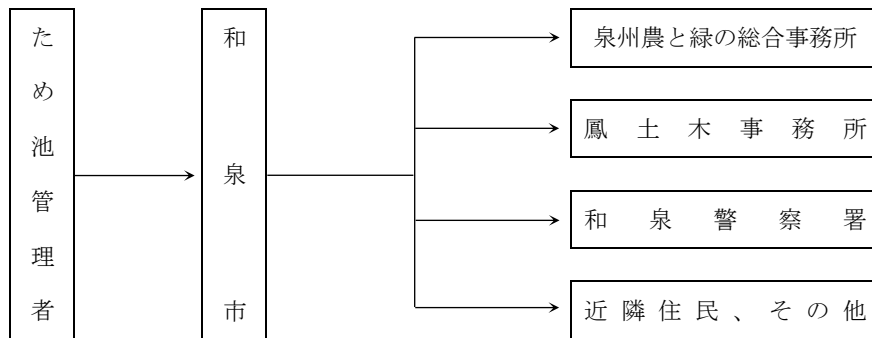 ため池管理者
和泉市
泉州農と緑の総合事務所
鳳土木事務所
和泉警察署
近隣住民、その他